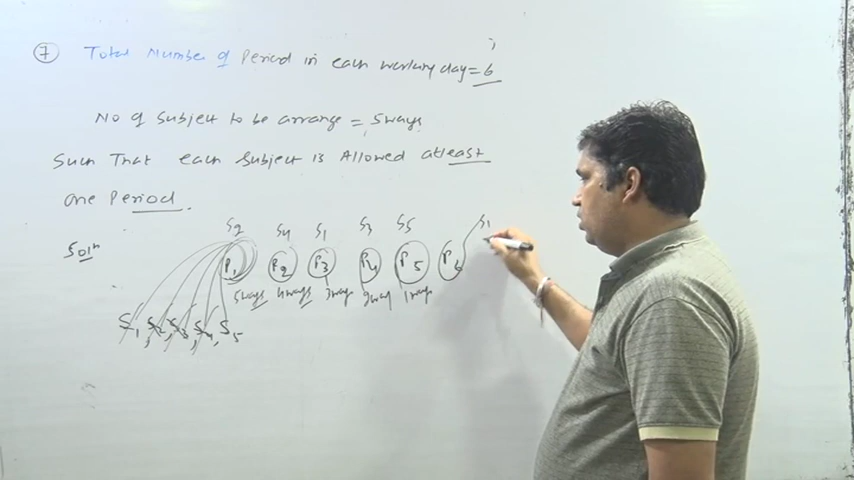 7 Total Number of Period in each working day = 6
No of Subject to be arrange = 5ways
Such That each Subject is Allowed atleast
one Period.
Solⁿ
S2 S4 S1 S3 S5 S1
P1 P2 P3 P4 P5 P6
5ways 4ways 3way 2way 1way
S1, S2, S3, S4, S5